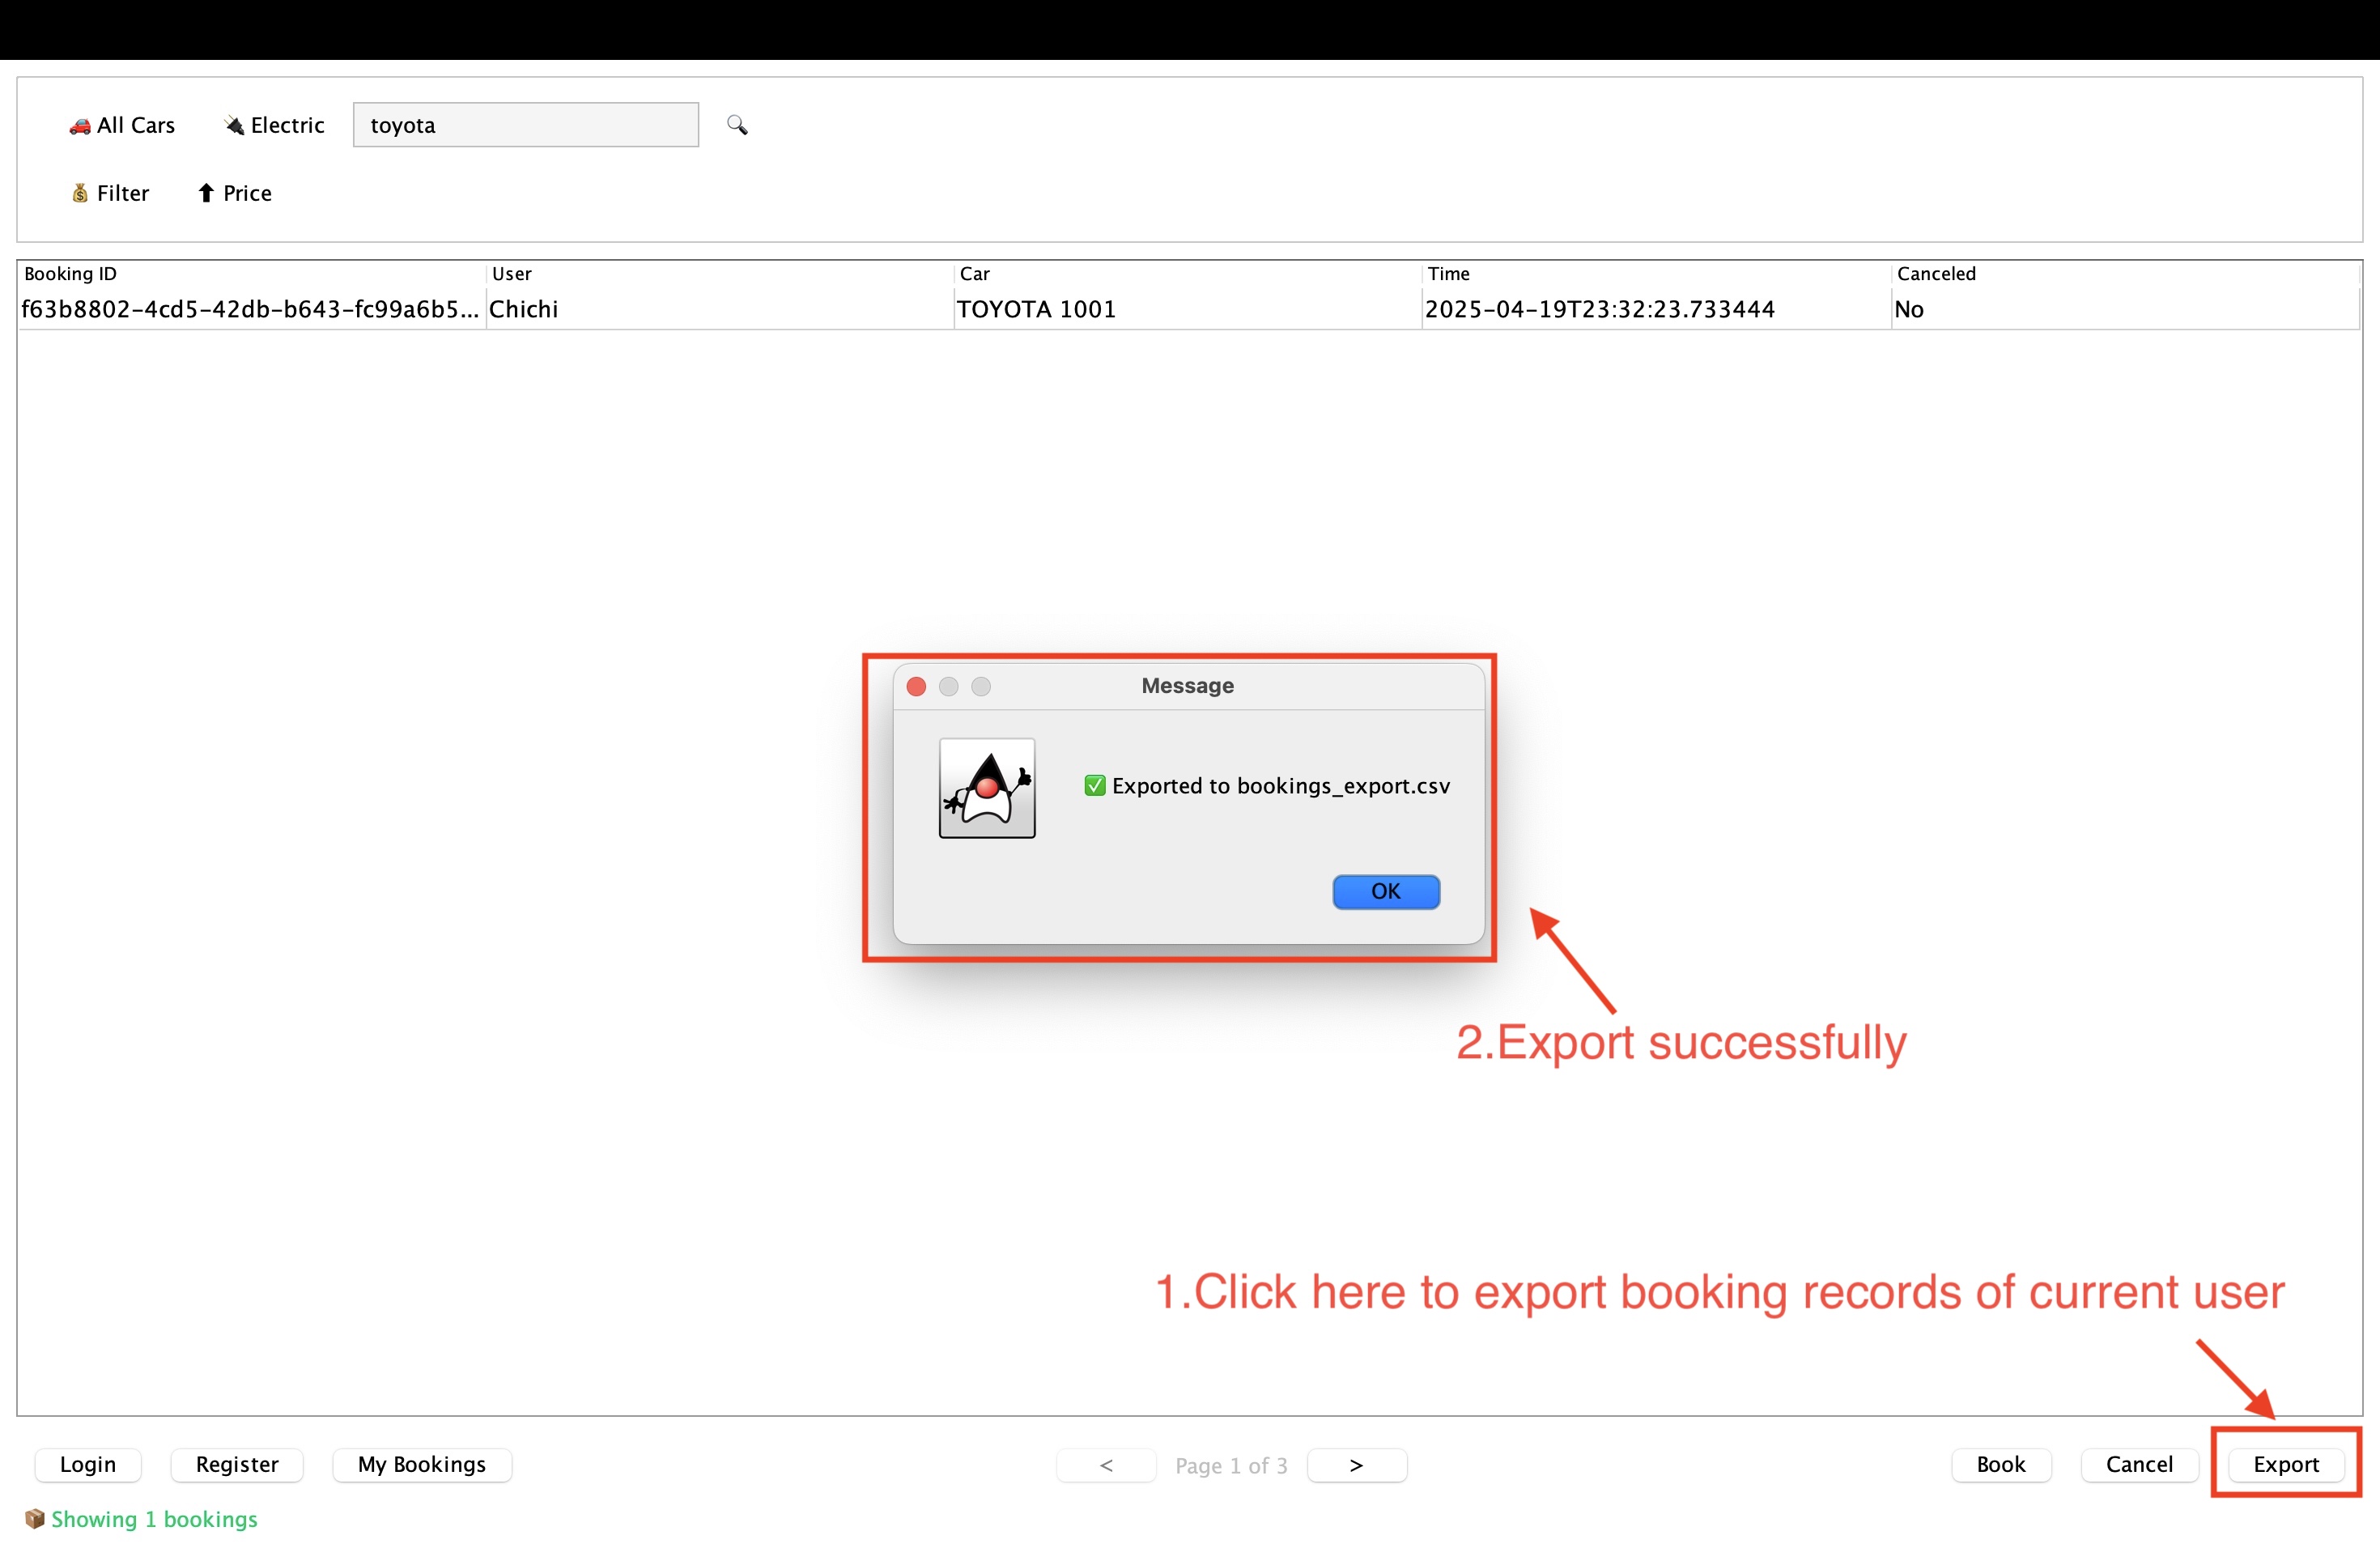 🚗 All Cars 🔌 Electric toyota 🔍
💰 Filter ⬆ Price
Booking ID User Car Time Canceled
f63b8802-4cd5-42db-b643-fc99a6b5... Chichi TOYOTA 1001 2025-04-19T23:32:23.733444 No
Message
✅ Exported to bookings_export.csv
OK
2.Export successfully
1.Click here to export booking records of current user
Login Register My Bookings < Page 1 of 3 > Book Cancel Export
📦 Showing 1 bookings